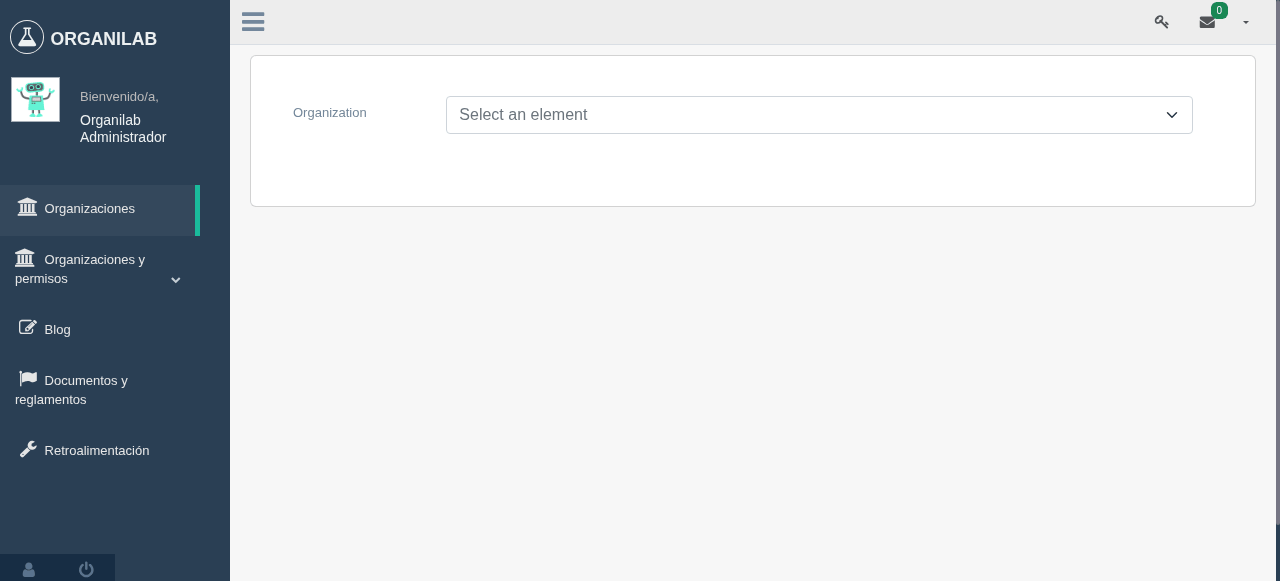 ORGANILAB
Bienvenido/a,
Organilab
Administrador
Organizaciones
Organizaciones y
permisos
Blog
Documentos y
reglamentos
Retroalimentación
0
Organization
Select an element